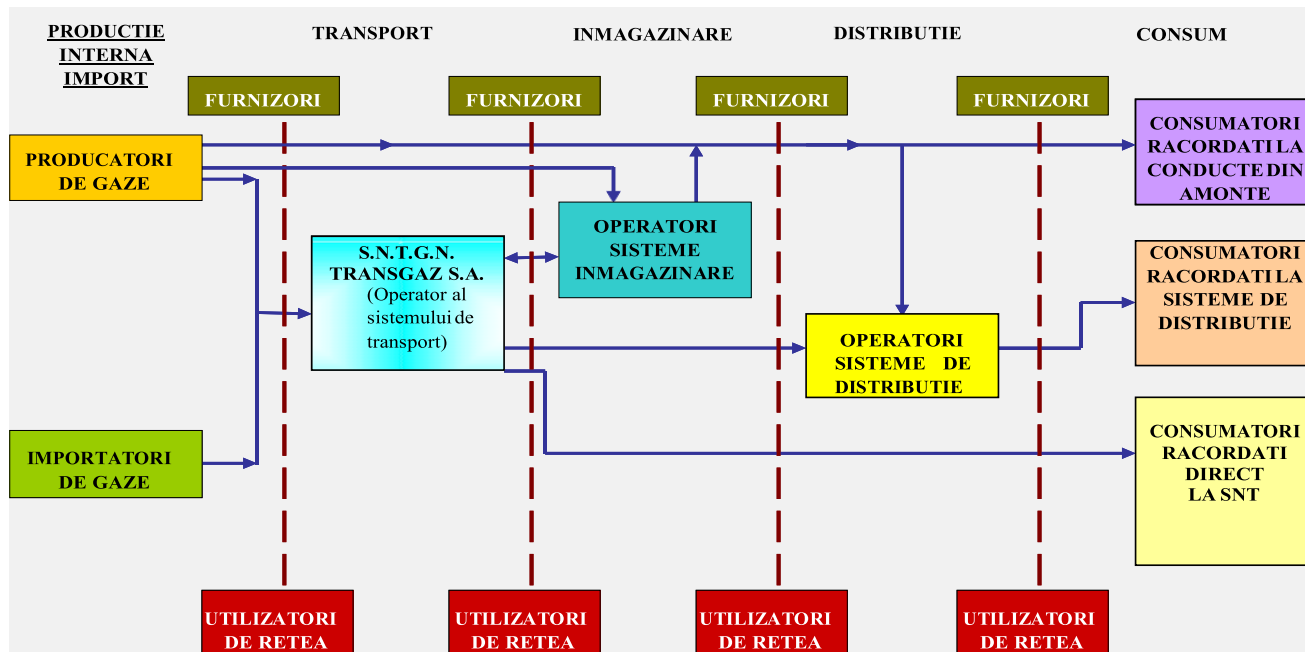 PRODUCTIE
INTERNA
IMPORT
TRANSPORT
INMAGAZINARE
DISTRIBUTIE
CONSUM
FURNIZORI
FURNIZORI
FURNIZORI
FURNIZORI
PRODUCATORI
DE GAZE
S.N.T.G.N.
TRANSGAZ S.A.
(Operator al
sistemului de
transport)
OPERATORI
SISTEME
INMAGAZINARE
OPERATORI
SISTEME DE
DISTRIBUTIE
IMPORTATORI
DE GAZE
CONSUMATORI
RACORDATI LA
CONDUCTE DIN
AMONTE
CONSUMATORI
RACORDATI LA
SISTEME DE
DISTRIBUTIE
CONSUMATORI
RACORDATI
DIRECT
LA SNT
UTILIZATORI
DE RETEA
UTILIZATORI
DE RETEA
UTILIZATORI
DE RETEA
UTILIZATORI
DE RETEA